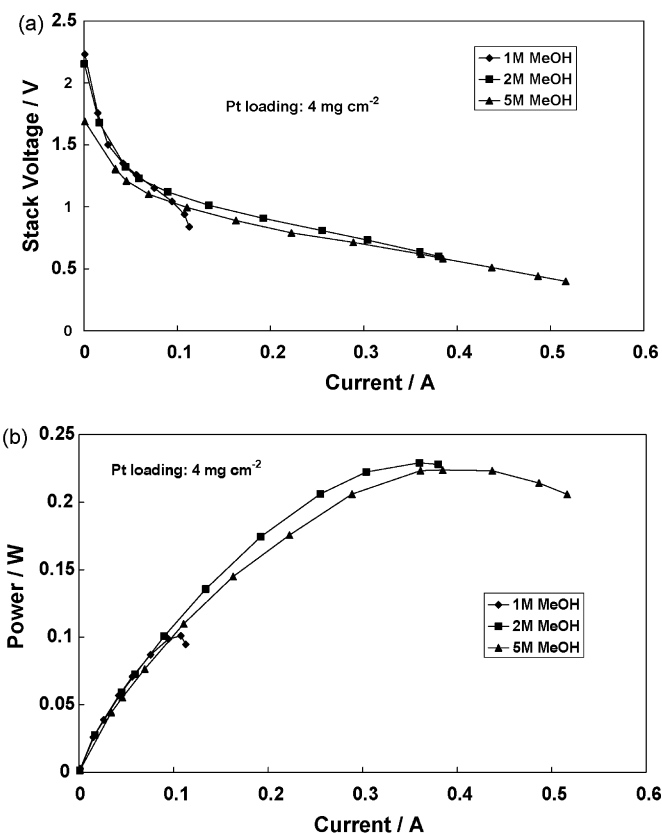 (a)
2.5
2
1.5
1
0.5
0
Stack Voltage / V
Pt loading: 4 mg cm-2
1M MeOH
2M MeOH
5M MeOH
0 0.1 0.2 0.3 0.4 0.5 0.6
Current / A
(b)
0.25
0.2
0.15
0.1
0.05
0
Power / W
Pt loading: 4 mg cm-2
1M MeOH
2M MeOH
5M MeOH
0 0.1 0.2 0.3 0.4 0.5 0.6
Current / A